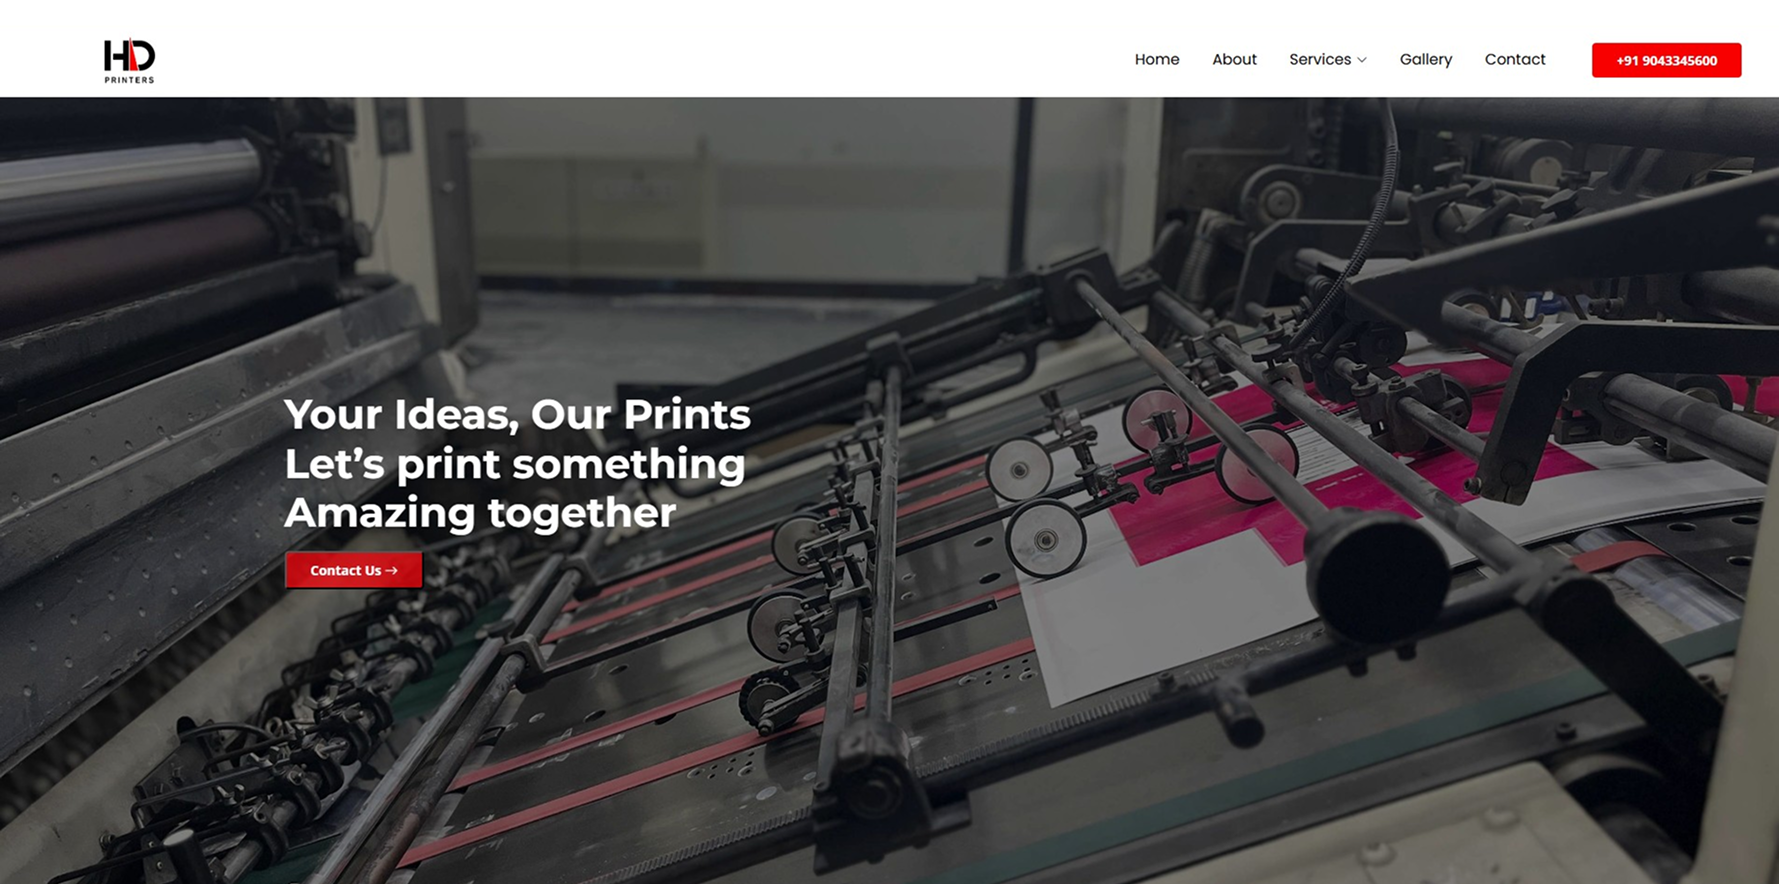 HD
PRINTERS
Home
About
Services
Gallery
Contact
+91 9043345600
Your Ideas, Our Prints
Let’s print something
Amazing together
Contact Us →